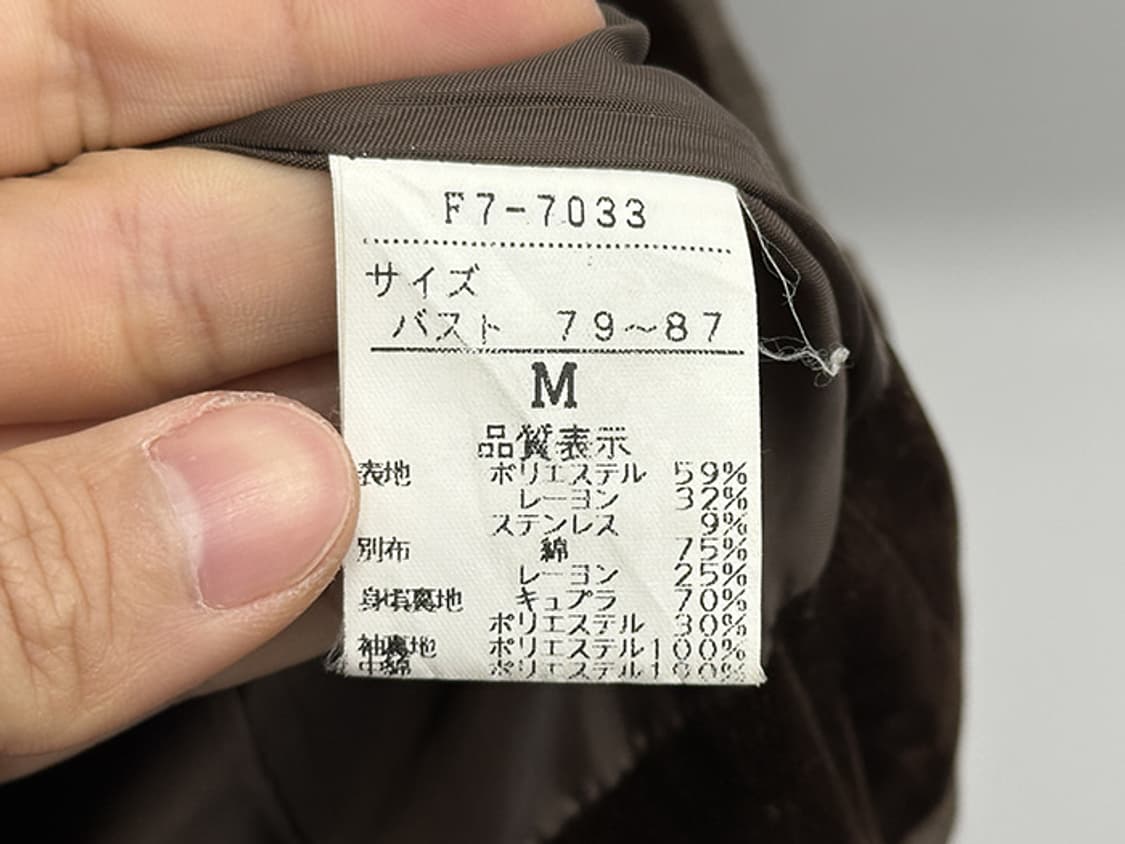 F7-7033
サイズ
バスト 79～87
M
品質表示
表地 ポリエステル 59%
レーヨン 32%
ステンレス 9%
別布 綿 75%
レーヨン 25%
身頃裏地 キュプラ 70%
ポリエステル 30%
袖裏地 ポリエステル100%
中綿 ポリエステル100%